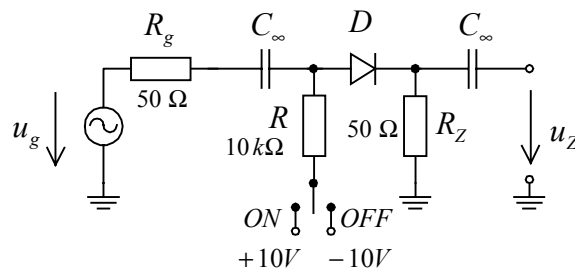 R_g C_∞ D C_∞
50 Ω
u_g R 50 Ω R_Z u_Z
10 kΩ
ON OFF
+10V −10V